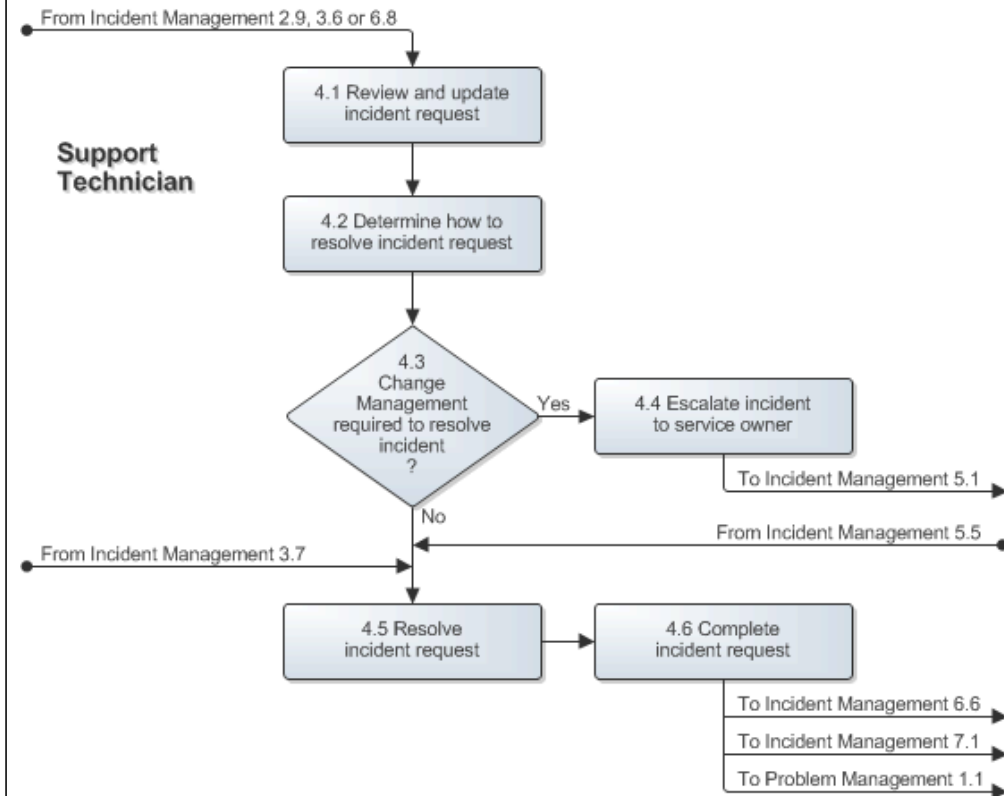 From Incident Management 2.9, 3.6 or 6.8
4.1 Review and update
incident request
Support
Technician
4.2 Determine how to
resolve incident request
4.3
Change
Management
required to resolve
incident
?
Yes
4.4 Escalate incident
to service owner
To Incident Management 5.1
No
From Incident Management 5.5
From Incident Management 3.7
4.5 Resolve
incident request
4.6 Complete
incident request
To Incident Management 6.6
To Incident Management 7.1
To Problem Management 1.1